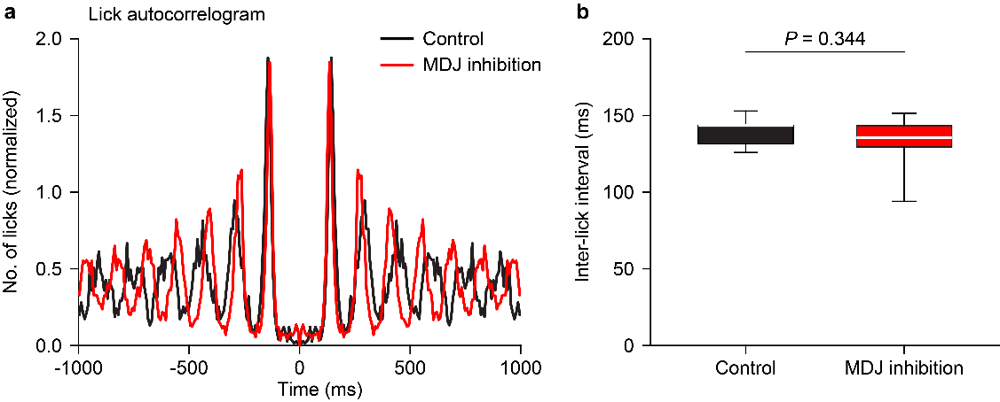 a
Lick autocorrelogram
Control
MDJ inhibition
No. of licks (normalized)
2.0
1.5
1.0
0.5
0.0
-1000
-500
0
500
1000
Time (ms)
b
P = 0.344
Inter-lick interval (ms)
200
150
100
50
0
Control
MDJ inhibition